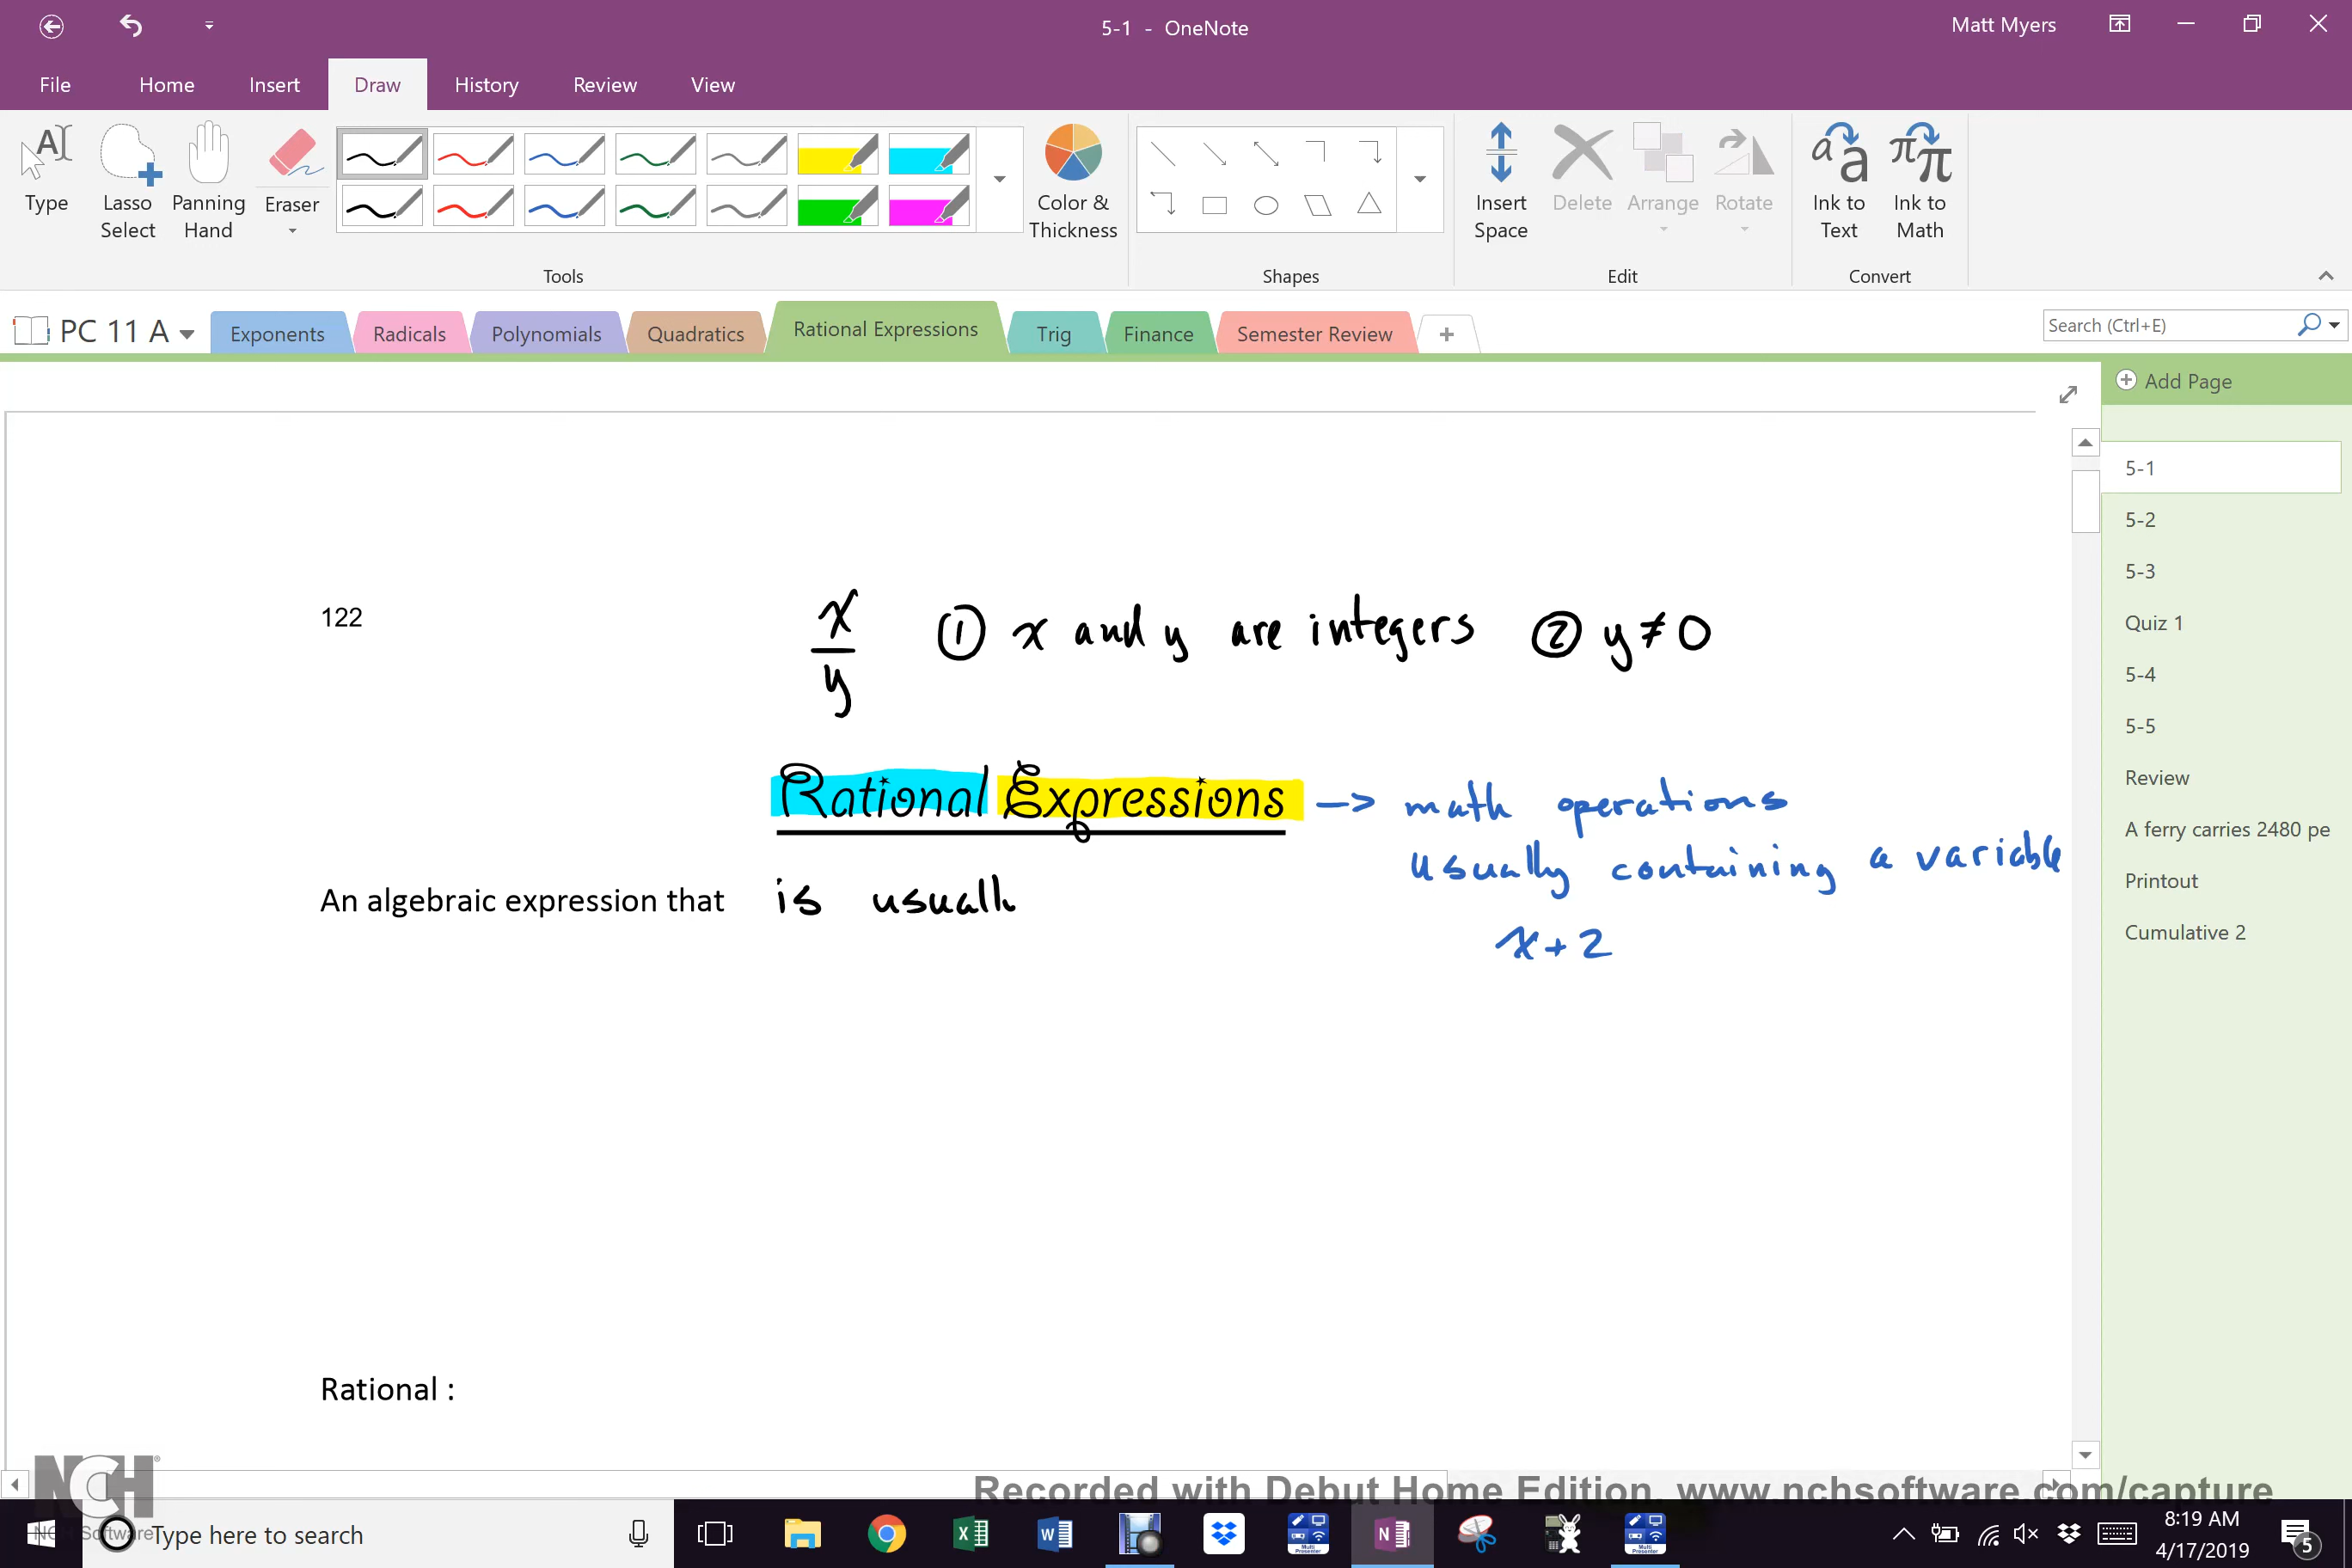 5-1 - OneNote
Matt Myers
File Home Insert Draw History Review View
Type
Lasso Select
Panning Hand
Eraser
Color & Thickness
Insert Space
Delete
Arrange
Rotate
Ink to Text
Ink to Math
Tools
Shapes
Edit
Convert
PC 11 A Exponents Radicals Polynomials Quadratics Rational Expressions Trig Finance Semester Review
Search (Ctrl+E)
Add Page
5-1
5-2
5-3
Quiz 1
5-4
5-5
Review
A ferry carries 2480 pe
Printout
Cumulative 2
122
x/y ① x and y are integers ② y ≠ 0
Rational Expressions -> math operations
usually containing a variable
An algebraic expression that is usuall
x + 2
Rational :
NCH®
NCH Software
Recorded with Debut Home Edition. www.nchsoftware.com/capture
Type here to search
8:19 AM
4/17/2019
5